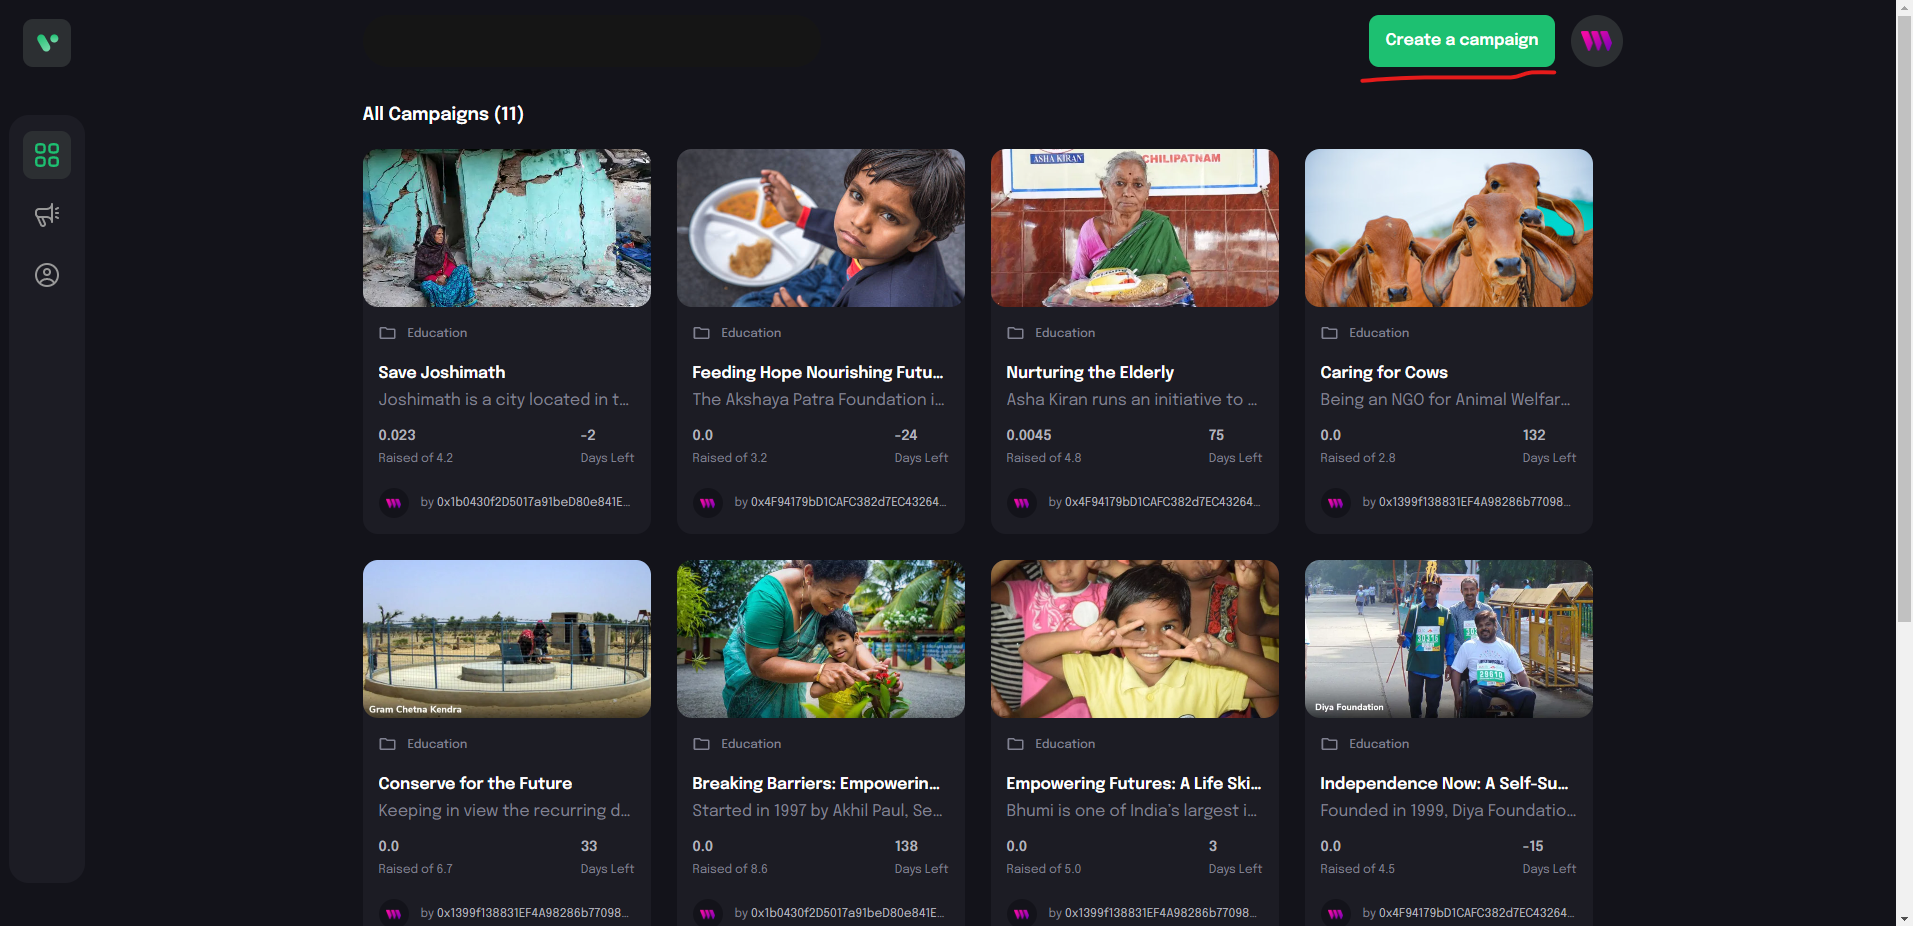 Create a campaign
All Campaigns (11)
ASHA KIRAN
CHILIPATNAM
Education
Save Joshimath
Joshimath is a city located in t...
0.023
Raised of 4.2
-2
Days Left
by 0x1b0430f2D5017a91beD80e841E...
Education
Feeding Hope Nourishing Futu...
The Akshaya Patra Foundation i...
0.0
Raised of 3.2
-24
Days Left
by 0x4F94179bD1CAFC382d7EC43264...
Education
Nurturing the Elderly
Asha Kiran runs an initiative to ...
0.0045
Raised of 4.8
75
Days Left
by 0x4F94179bD1CAFC382d7EC43264...
Education
Caring for Cows
Being an NGO for Animal Welfar...
0.0
Raised of 2.8
132
Days Left
by 0x1399f138831EF4A98286b77098...
Gram Chetna Kendra
Education
Conserve for the Future
Keeping in view the recurring d...
0.0
Raised of 6.7
33
Days Left
by 0x1399f138831EF4A98286b77098...
Education
Breaking Barriers: Empowerin...
Started in 1997 by Akhil Paul, Se...
0.0
Raised of 8.6
138
Days Left
by 0x1b0430f2D5017a91beD80e841E...
Education
Empowering Futures: A Life Ski...
Bhumi is one of India's largest i...
0.0
Raised of 5.0
3
Days Left
by 0x1399f138831EF4A98286b77098...
30316
29610
Diya Foundation
Education
Independence Now: A Self-Su...
Founded in 1999, Diya Foundatio...
0.0
Raised of 4.5
-15
Days Left
by 0x4F94179bD1CAFC382d7EC43264...